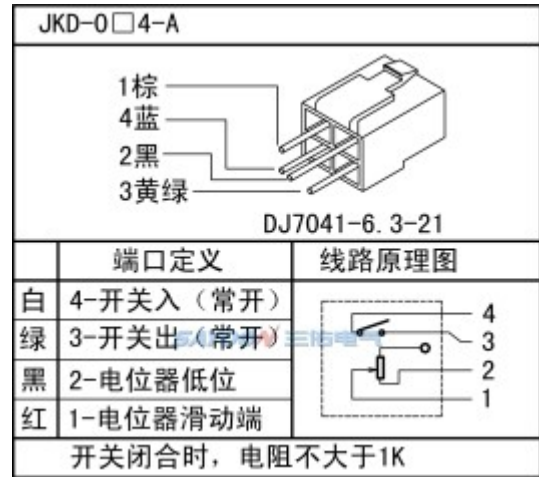 JKD-0□4-A
1棕
4蓝
2黑
3黄绿
DJ7041-6.3-21
端口定义 线路原理图
白 4-开关入（常开）
绿 3-开关出（常开）
黑 2-电位器低位
红 1-电位器滑动端
4
3
2
1
开关闭合时，电阻不大于1K